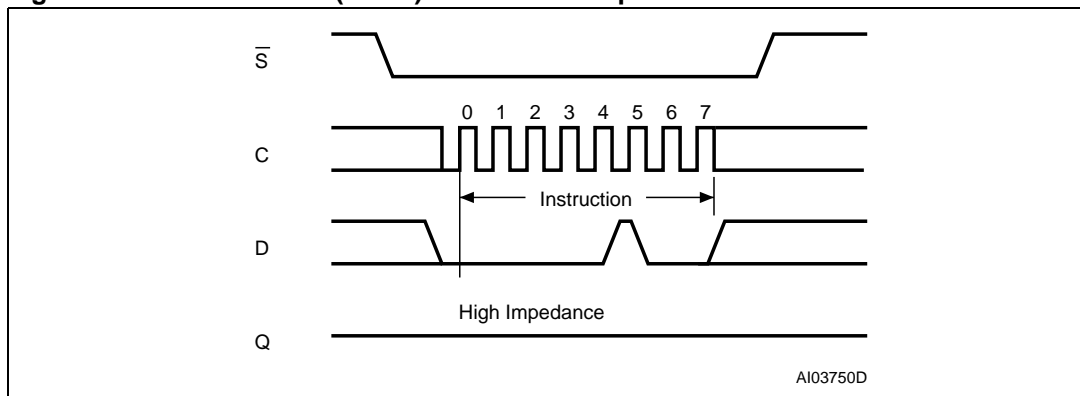 S̅
0 1 2 3 4 5 6 7
C
Instruction
D
High Impedance
Q
AI03750D